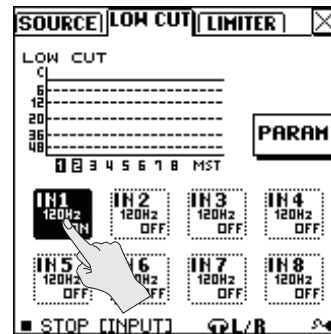 SOURCE LOW CUT LIMITER
LOW CUT
C
6
12
20
36
48
1 2 3 4 5 6 7 8 MST
PARAM
IN1 IN2 IN3 IN4
120Hz 120Hz 120Hz 120Hz
OFF OFF OFF
IN5 IN6 IN7 IN8
120Hz 120Hz 120Hz
OFF OFF OFF OFF
STOP [INPUT] L/R